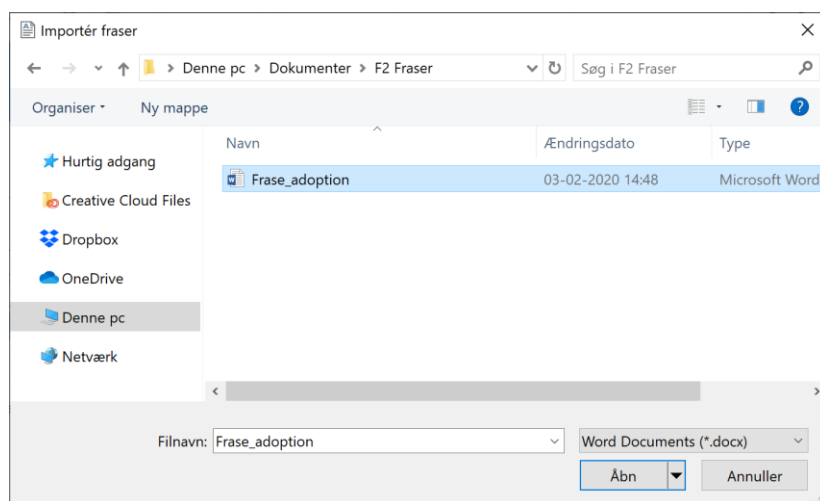 Importér fraser
Denne pc > Dokumenter > F2 Fraser
Søg i F2 Fraser
Organiser
Ny mappe
Navn Ændringsdato Type
Hurtig adgang
Creative Cloud Files
Dropbox
OneDrive
Denne pc
Netværk
Frase_adoption 03-02-2020 14:48 Microsoft Word
Filnavn: Frase_adoption
Word Documents (*.docx)
Åbn
Annuller